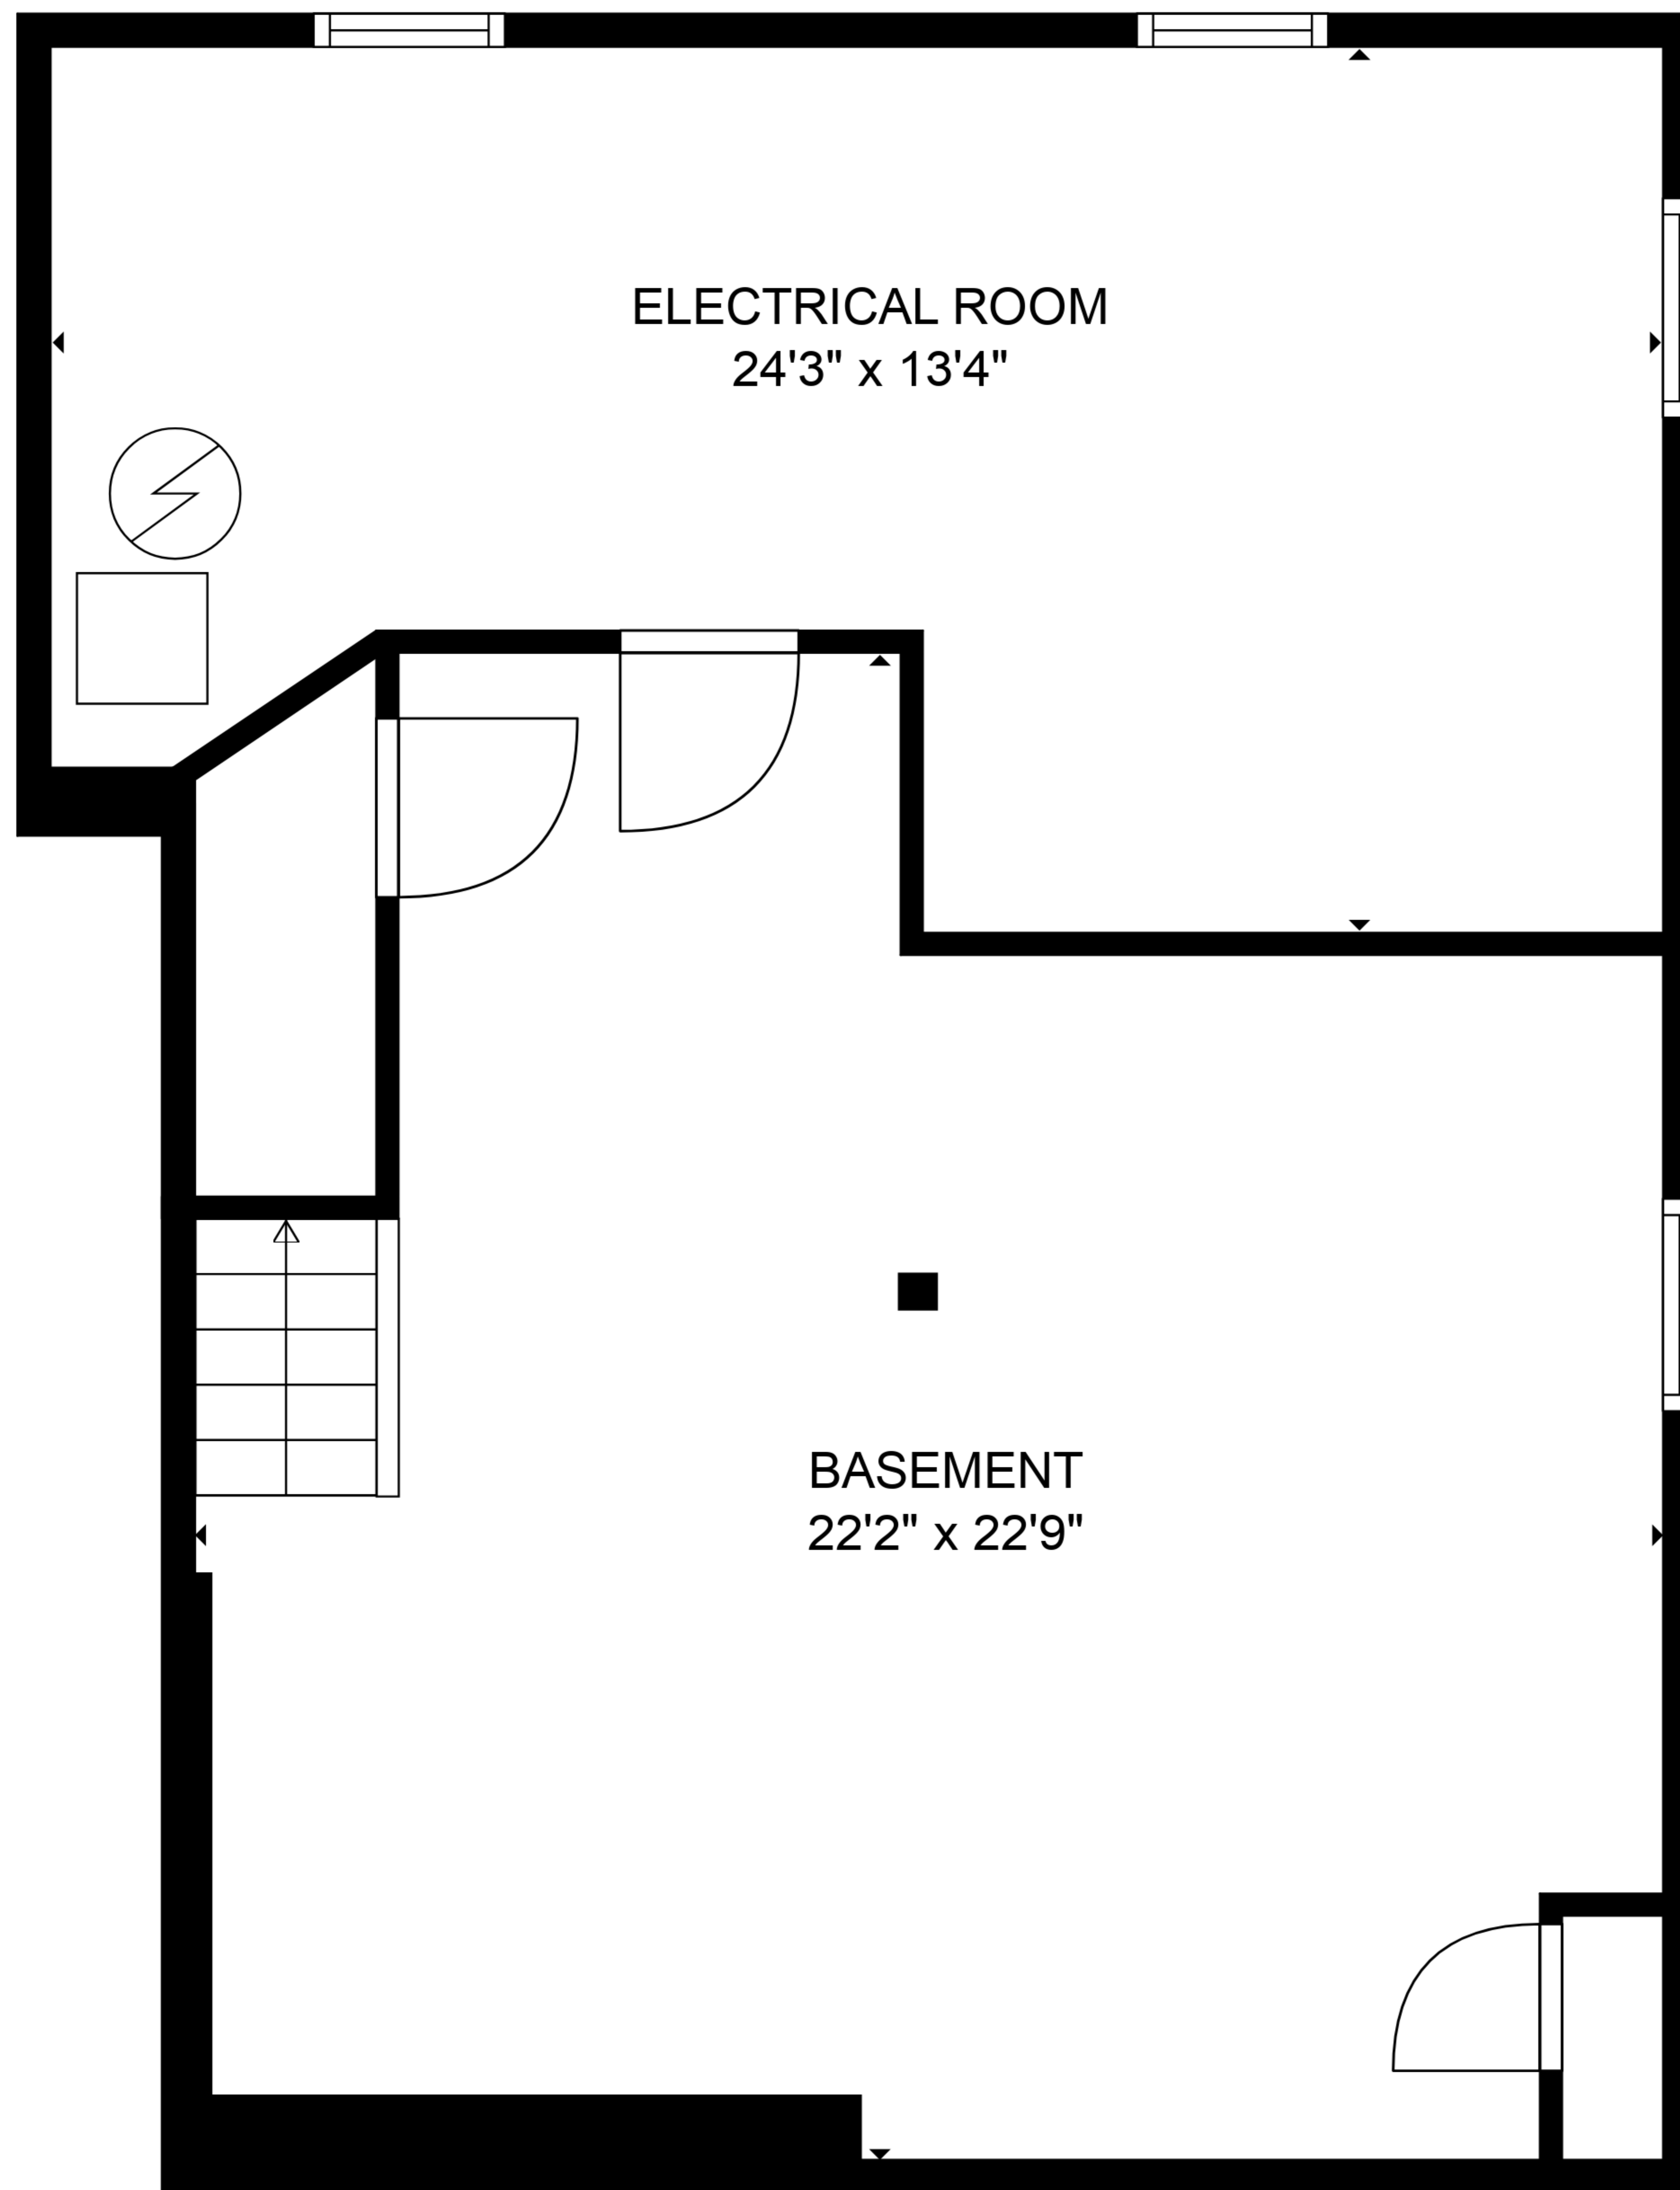 ELECTRICAL ROOM
24'3" x 13'4"
BASEMENT
22'2" x 22'9"